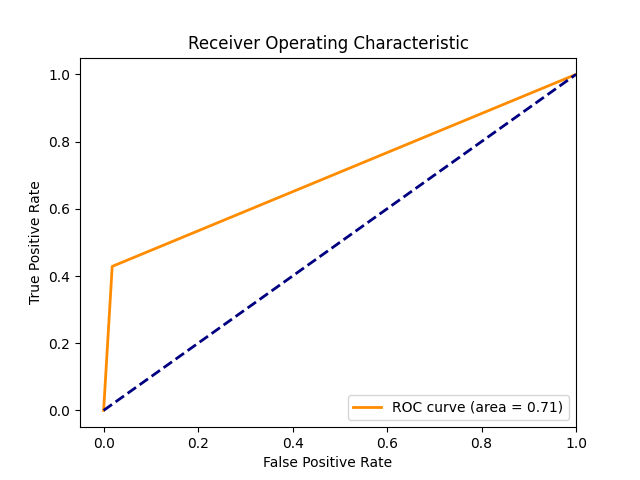 Receiver Operating Characteristic
1.0
0.8
0.6
0.4
0.2
0.0
True Positive Rate
ROC curve (area = 0.71)
0.0 0.2 0.4 0.6 0.8 1.0
False Positive Rate